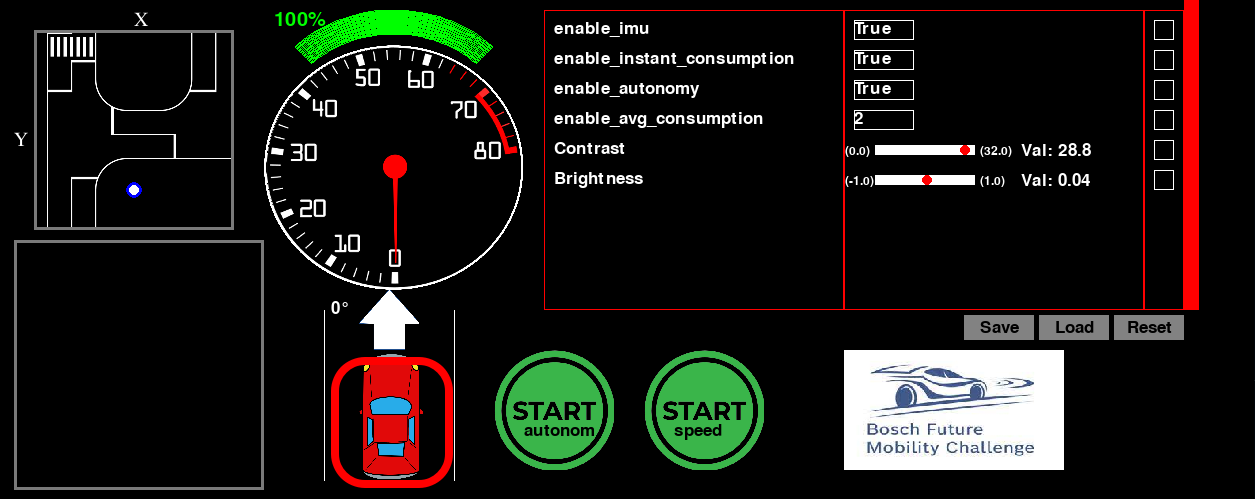 X
Y
100%
0
10
20
30
40
50
60
70
80
0°
enable_imu True
enable_instant_consumption True
enable_autonomy True
enable_avg_consumption 2
Contrast (0.0) (32.0) Val: 28.8
Brightness (-1.0) (1.0) Val: 0.04
Save Load Reset
START
autonom
START
speed
Bosch Future
Mobility Challenge